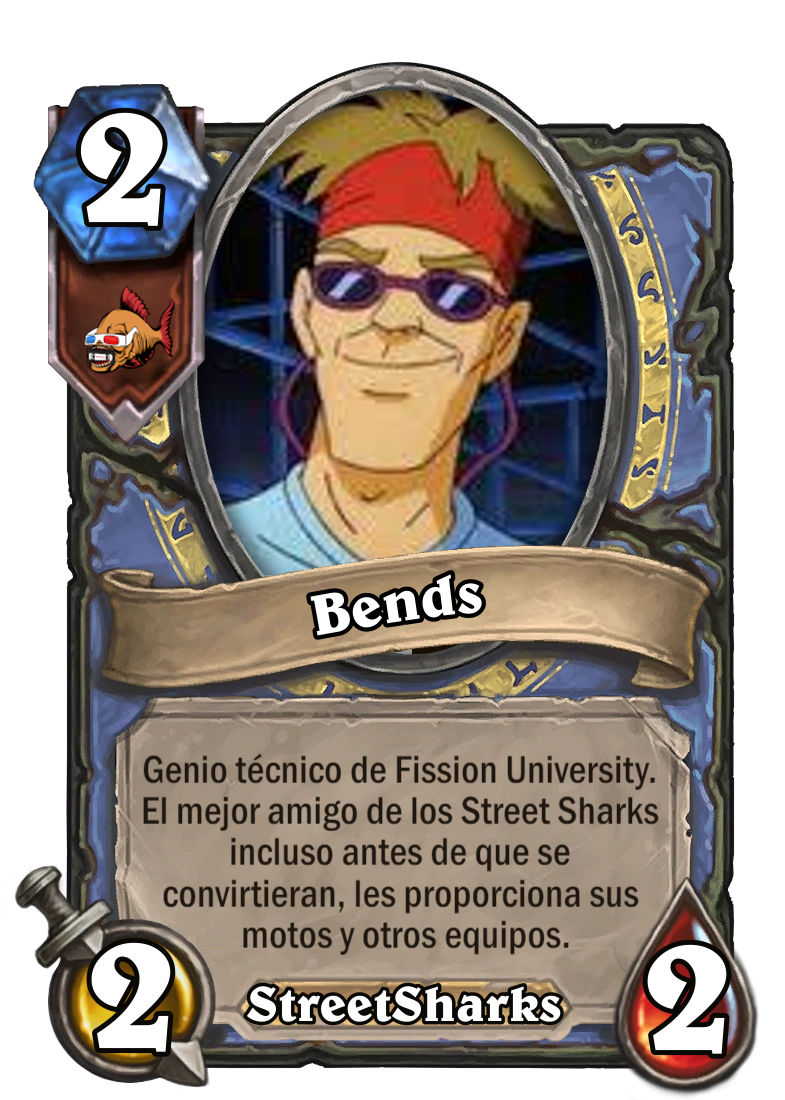 2
Bends
Genio técnico de Fission University.
El mejor amigo de los Street Sharks
incluso antes de que se
convirtieran, les proporciona sus
motos y otros equipos.
2
StreetSharks
2